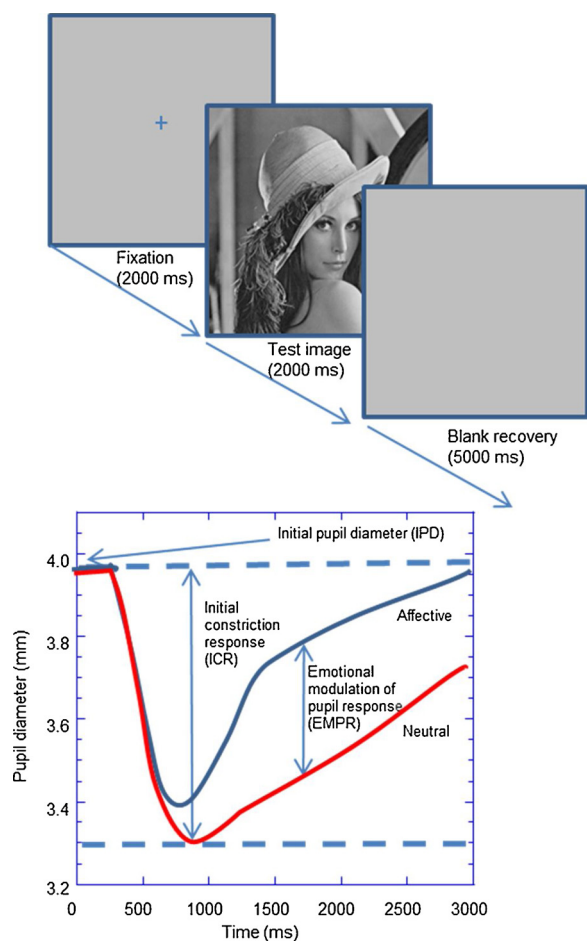 +
Fixation
(2000 ms)
Test image
(2000 ms)
Blank recovery
(5000 ms)
Initial pupil diameter (IPD)
4.0
3.8
3.6
3.4
3.2
Pupil diameter (mm)
Initial
constriction
response
(ICR)
Affective
Emotional
modulation of
pupil response
(EMPR)
Neutral
0 500 1000 1500 2000 2500 3000
Time (ms)